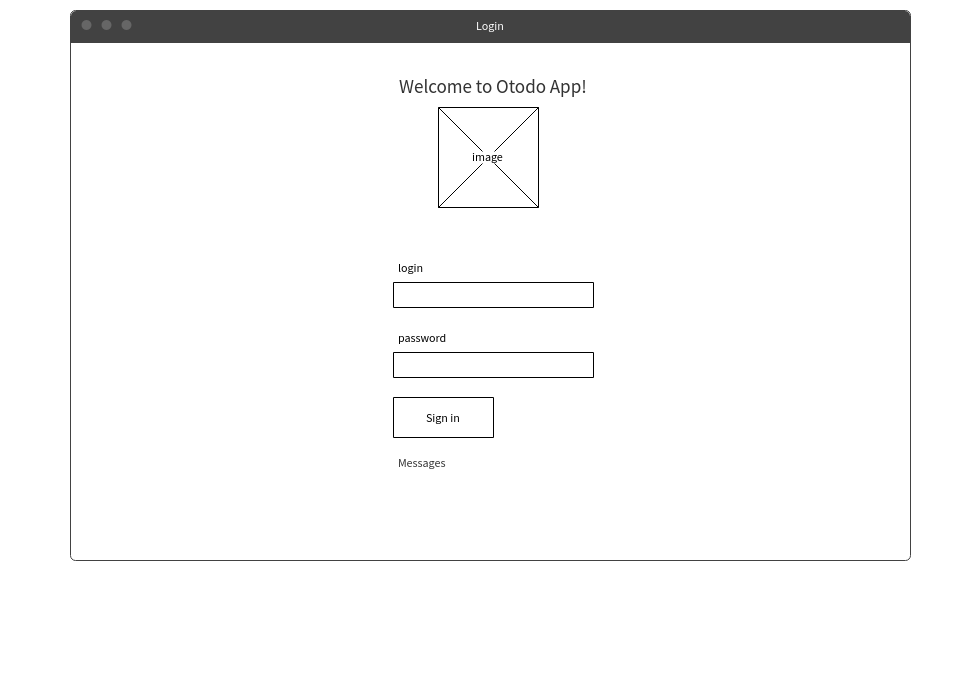 Login
Welcome to Otodo App!
image
login
password
Sign in
Messages